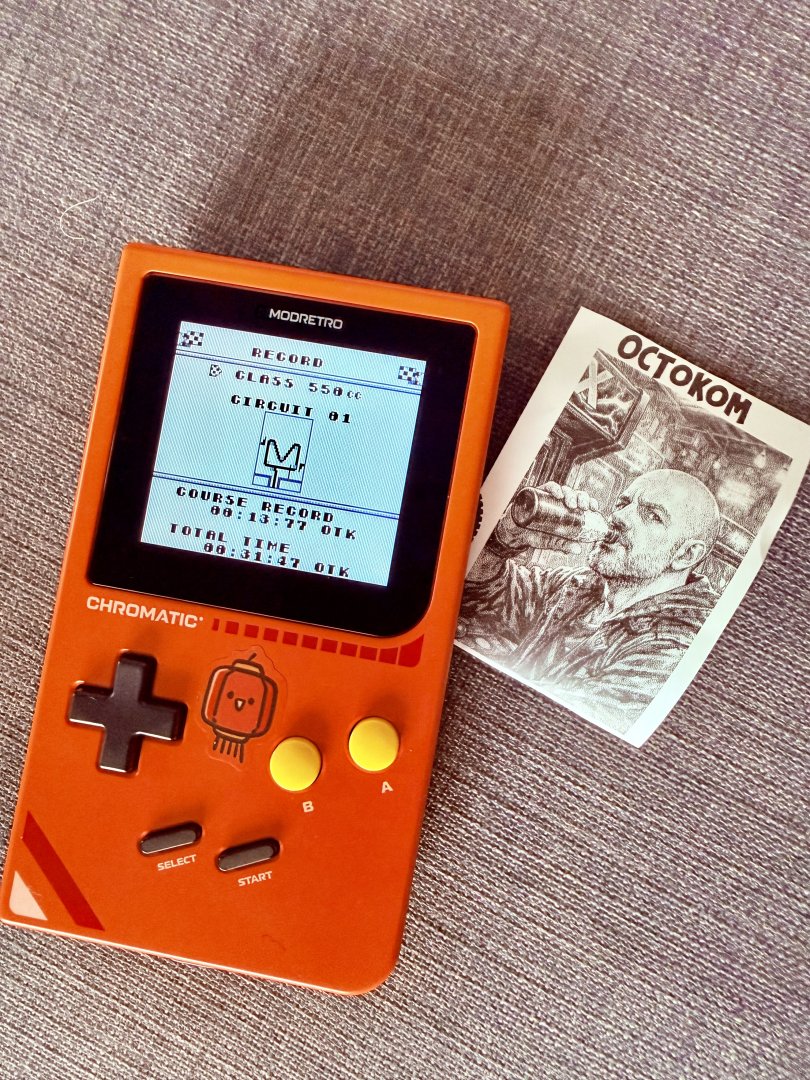 MODRETRO
RECORD
CLASS 550cc
CIRCUIT 01
COURSE RECORD
00:13:77 OTK
TOTAL TIME
00:31:47 OTK
CHROMATIC
B
A
SELECT
START
OCTOKOM